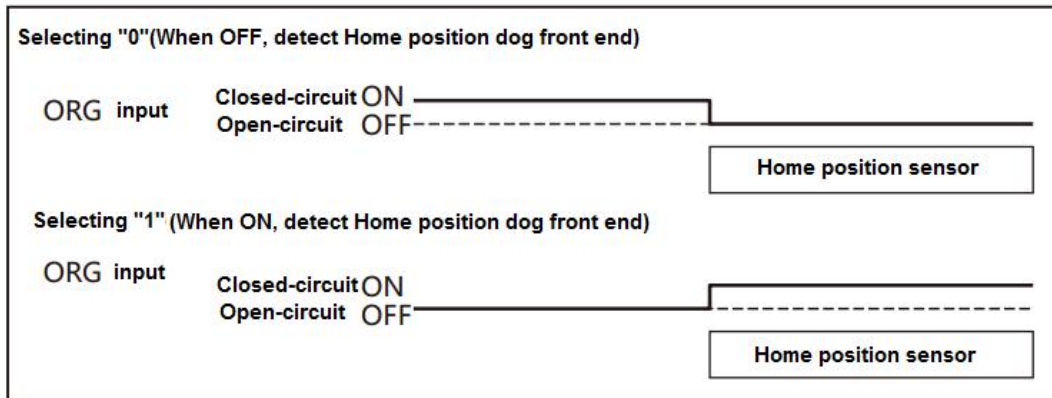 Selecting "0"(When OFF, detect Home position dog front end)
ORG input
Closed-circuit ON
Open-circuit OFF
Home position sensor
Selecting "1" (When ON, detect Home position dog front end)
ORG input
Closed-circuit ON
Open-circuit OFF
Home position sensor